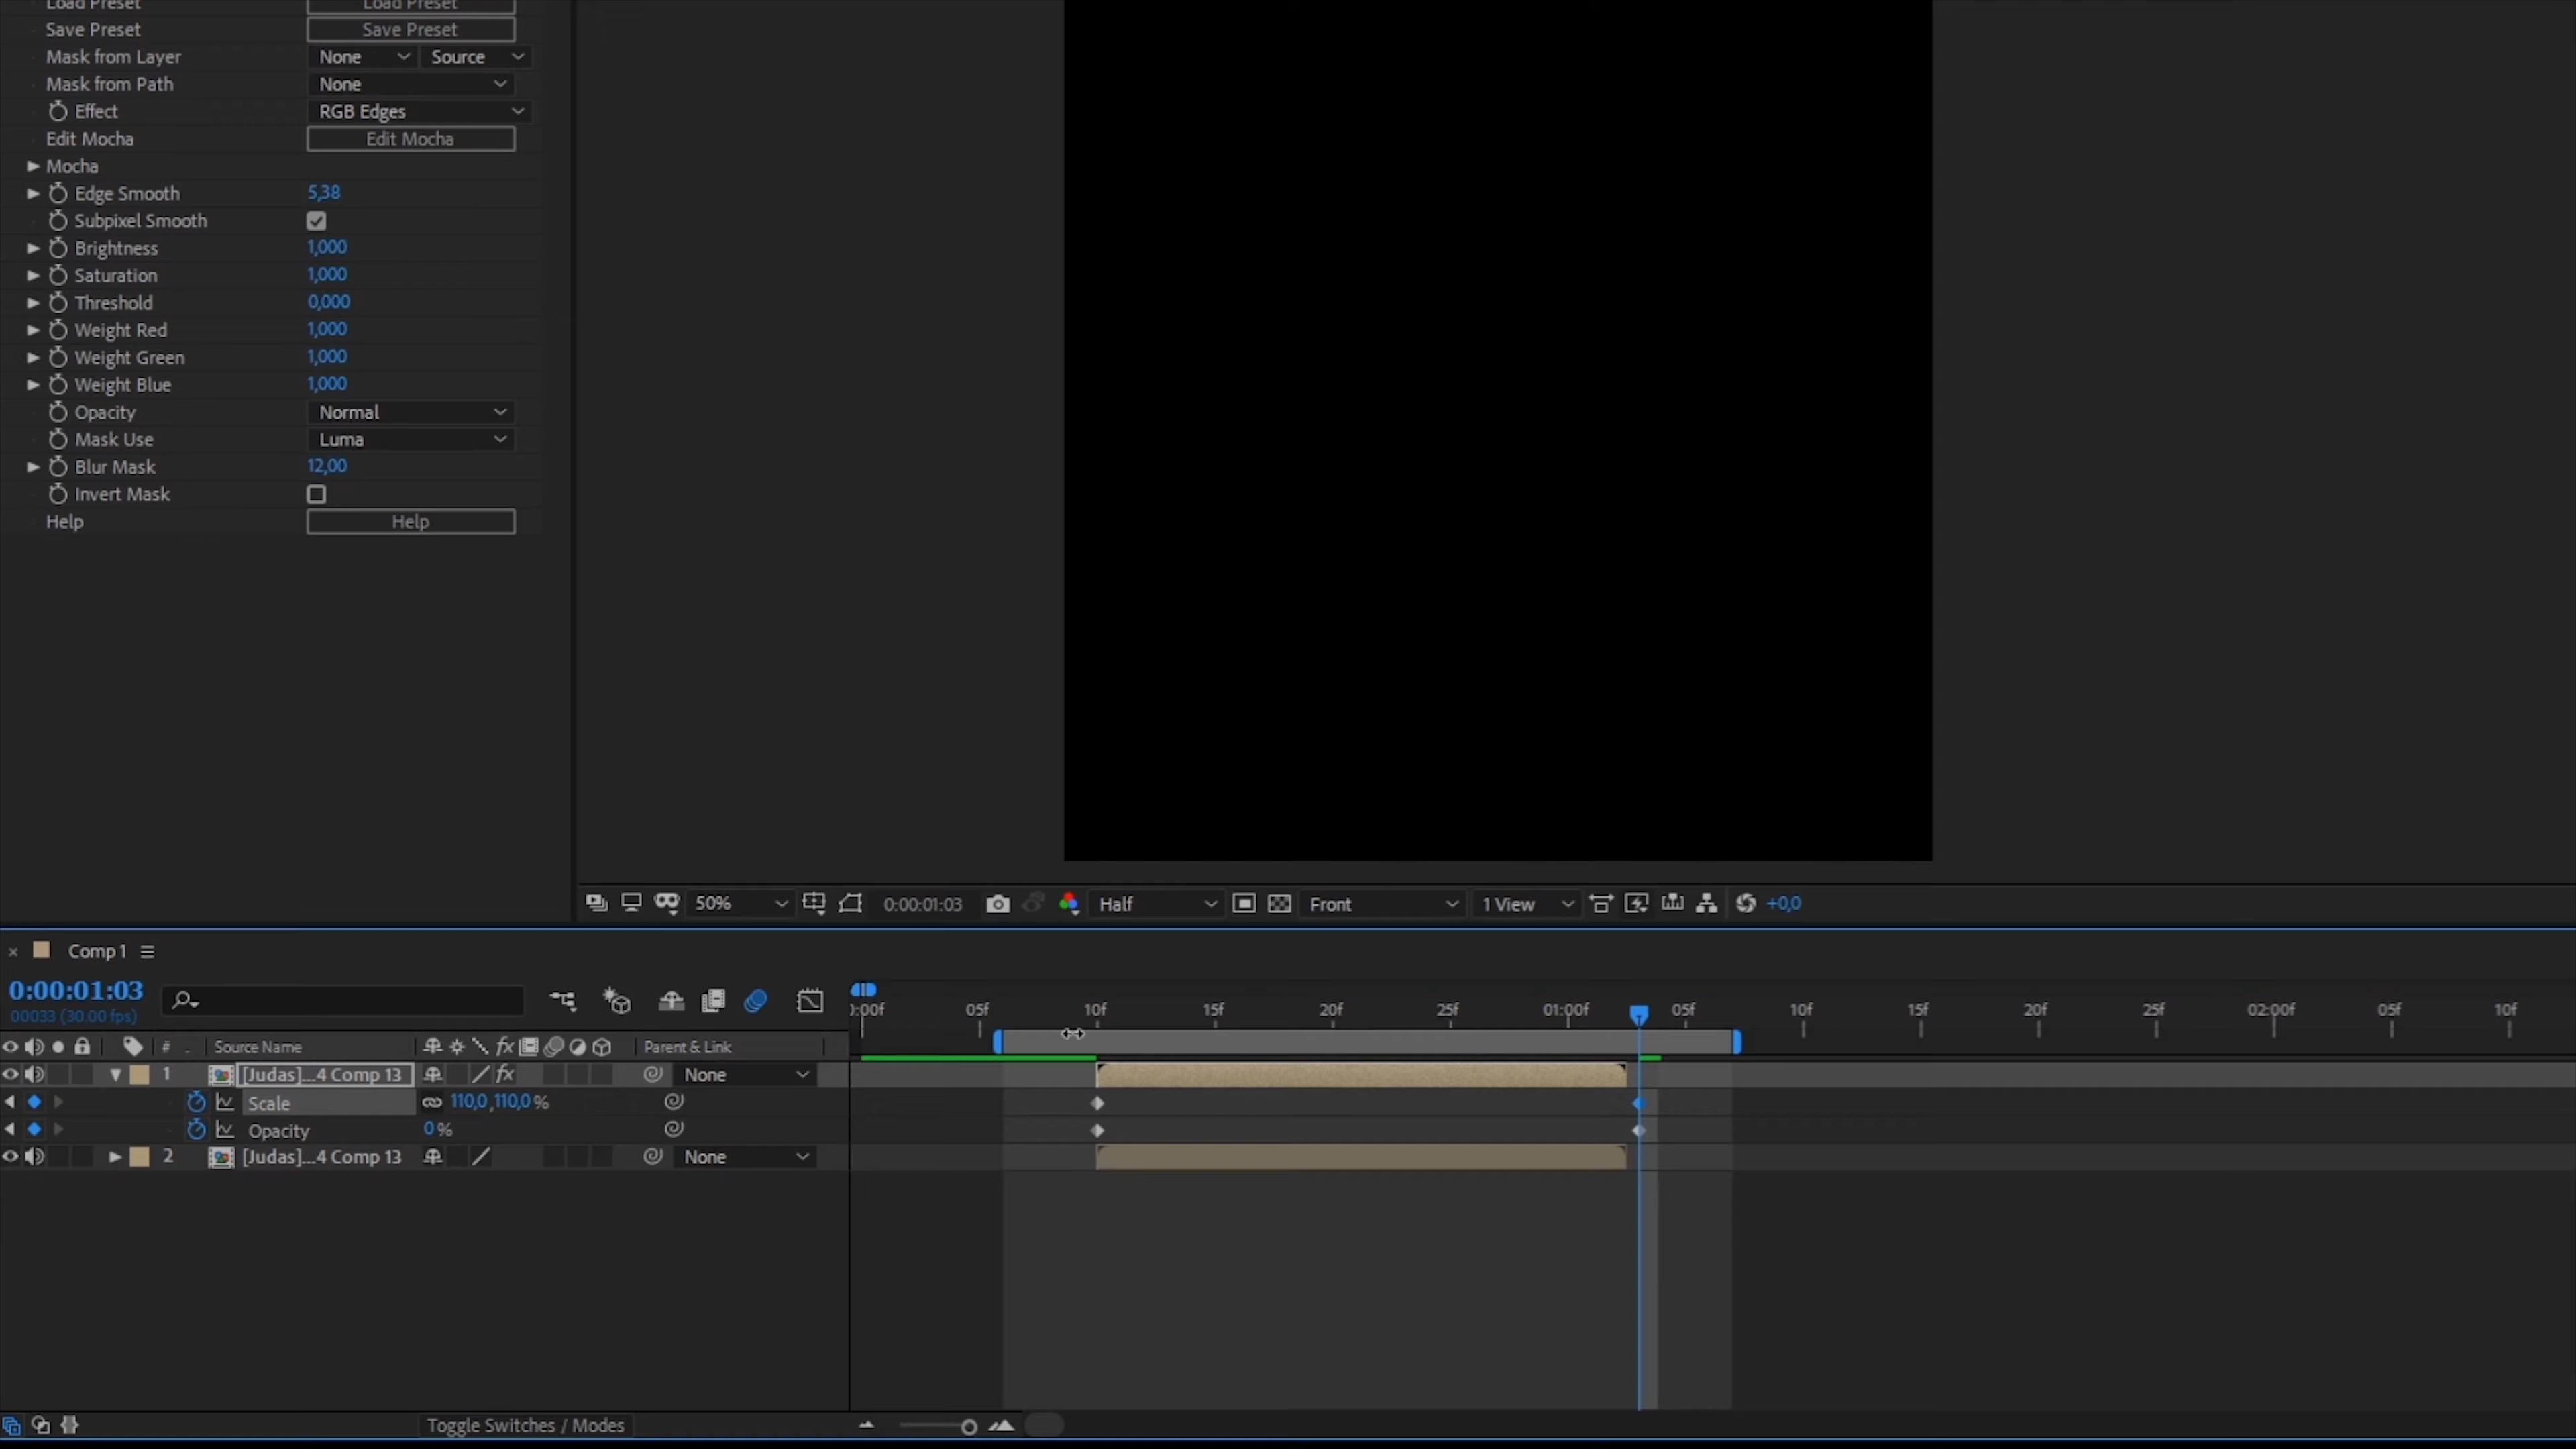 Load Preset Load Preset
Save Preset Save Preset
Mask from Layer None Source
Mask from Path None
Effect RGB Edges
Edit Mocha Edit Mocha
Mocha
Edge Smooth 5,38
Subpixel Smooth
Brightness 1,000
Saturation 1,000
Threshold 0,000
Weight Red 1,000
Weight Green 1,000
Weight Blue 1,000
Opacity Normal
Mask Use Luma
Blur Mask 12,00
Invert Mask
Help Help
50% 0:00:01:03 Half Front 1 View +0,0
Comp 1
0:00:01:03
00033 (30.00 fps)
):00f 05f 10f 15f 20f 25f 01:00f 05f 10f 15f 20f 25f 02:00f 05f 10f
# . Source Name fx Parent & Link
1 [Judas]...4 Comp 13 fx None
Scale 110,0,110,0 %
Opacity 0 %
2 [Judas]...4 Comp 13 None
Toggle Switches / Modes